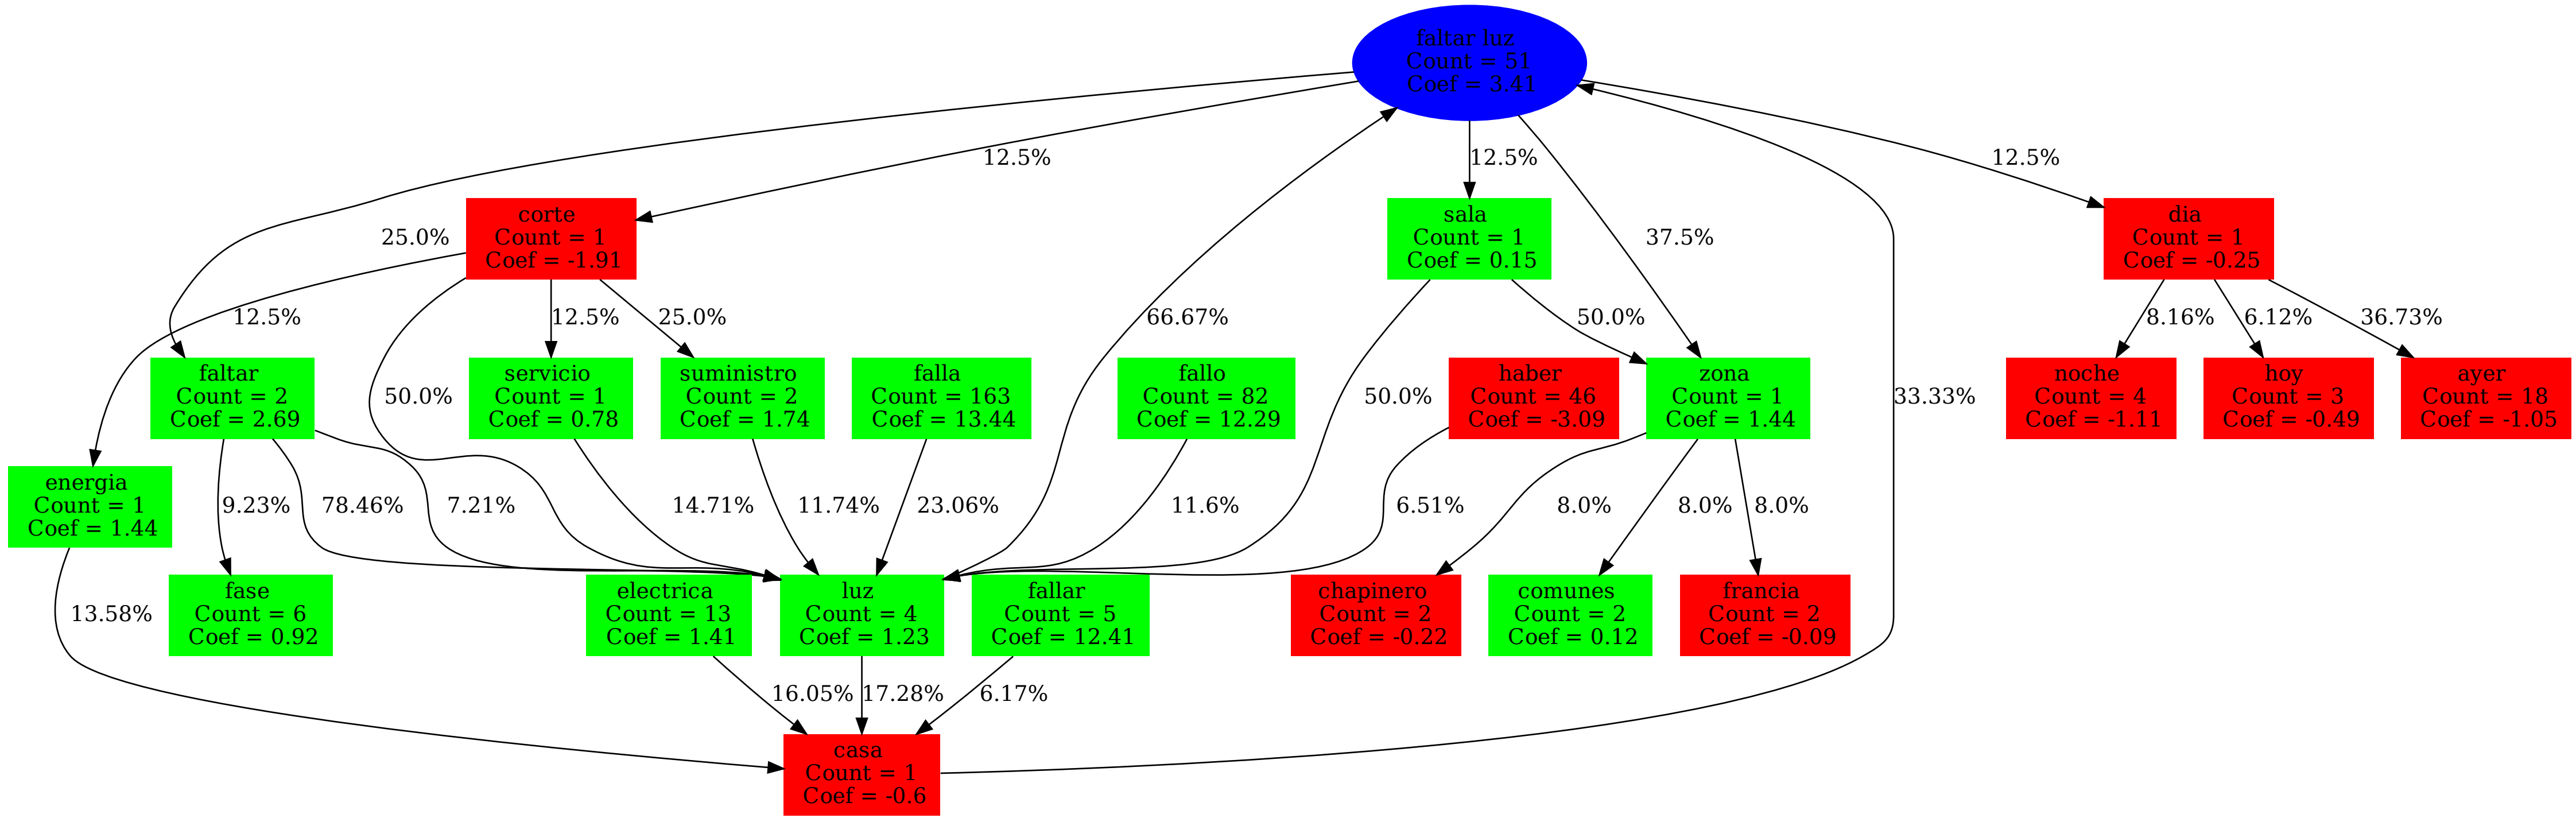 faltar luz
Count = 51
Coef = 3.41
12.5%
12.5%
12.5%
25.0%
37.5%
corte
Count = 1
Coef = -1.91
sala
Count = 1
Coef = 0.15
dia
Count = 1
Coef = -0.25
12.5%
12.5%
25.0%
66.67%
50.0%
8.16%
6.12%
36.73%
faltar
Count = 2
Coef = 2.69
50.0%
servicio
Count = 1
Coef = 0.78
suministro
Count = 2
Coef = 1.74
falla
Count = 163
Coef = 13.44
fallo
Count = 82
Coef = 12.29
50.0%
haber
Count = 46
Coef = -3.09
zona
Count = 1
Coef = 1.44
33.33%
noche
Count = 4
Coef = -1.11
hoy
Count = 3
Coef = -0.49
ayer
Count = 18
Coef = -1.05
energia
Count = 1
Coef = 1.44
9.23%
78.46%
7.21%
14.71%
11.74%
23.06%
11.6%
6.51%
8.0%
8.0%
8.0%
13.58%
fase
Count = 6
Coef = 0.92
electrica
Count = 13
Coef = 1.41
luz
Count = 4
Coef = 1.23
fallar
Count = 5
Coef = 12.41
chapinero
Count = 2
Coef = -0.22
comunes
Count = 2
Coef = 0.12
francia
Count = 2
Coef = -0.09
16.05%
17.28%
6.17%
casa
Count = 1
Coef = -0.6